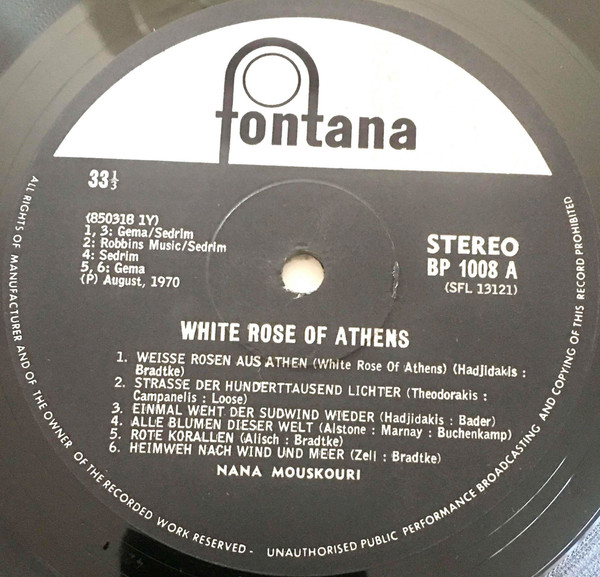 fontana
33⅓
(850318 1Y)
1, 3: Gema/Sedrim
2: Robbins Music/Sedrim
4: Sedrim
5, 6: Gema
(P) August, 1970
STEREO
BP 1008 A
(SFL 13121)
WHITE ROSE OF ATHENS
1. WEISSE ROSEN AUS ATHEN (White Rose Of Athens) (Hadjidakis :
Bradtke)
2. STRASSE DER HUNDERTTAUSEND LICHTER (Theodorakis :
Campanelis : Loose)
3. EINMAL WEHT DER SUDWIND WIEDER (Hadjidakis : Bader)
4. ALLE BLUMEN DIESER WELT (Alstone : Marnay : Buchenkamp)
5. ROTE KORALLEN (Alisch : Bradtke)
6. HEIMWEH NACH WIND UND MEER (Zell : Bradtke)
NANA MOUSKOURI
ALL RIGHTS OF MANUFACTURER AND OF THE OWNER OF THE RECORDED WORK RESERVED - UNAUTHORISED PUBLIC PERFORMANCE BROADCASTING AND COPYING OF THIS RECORD PROHIBITED